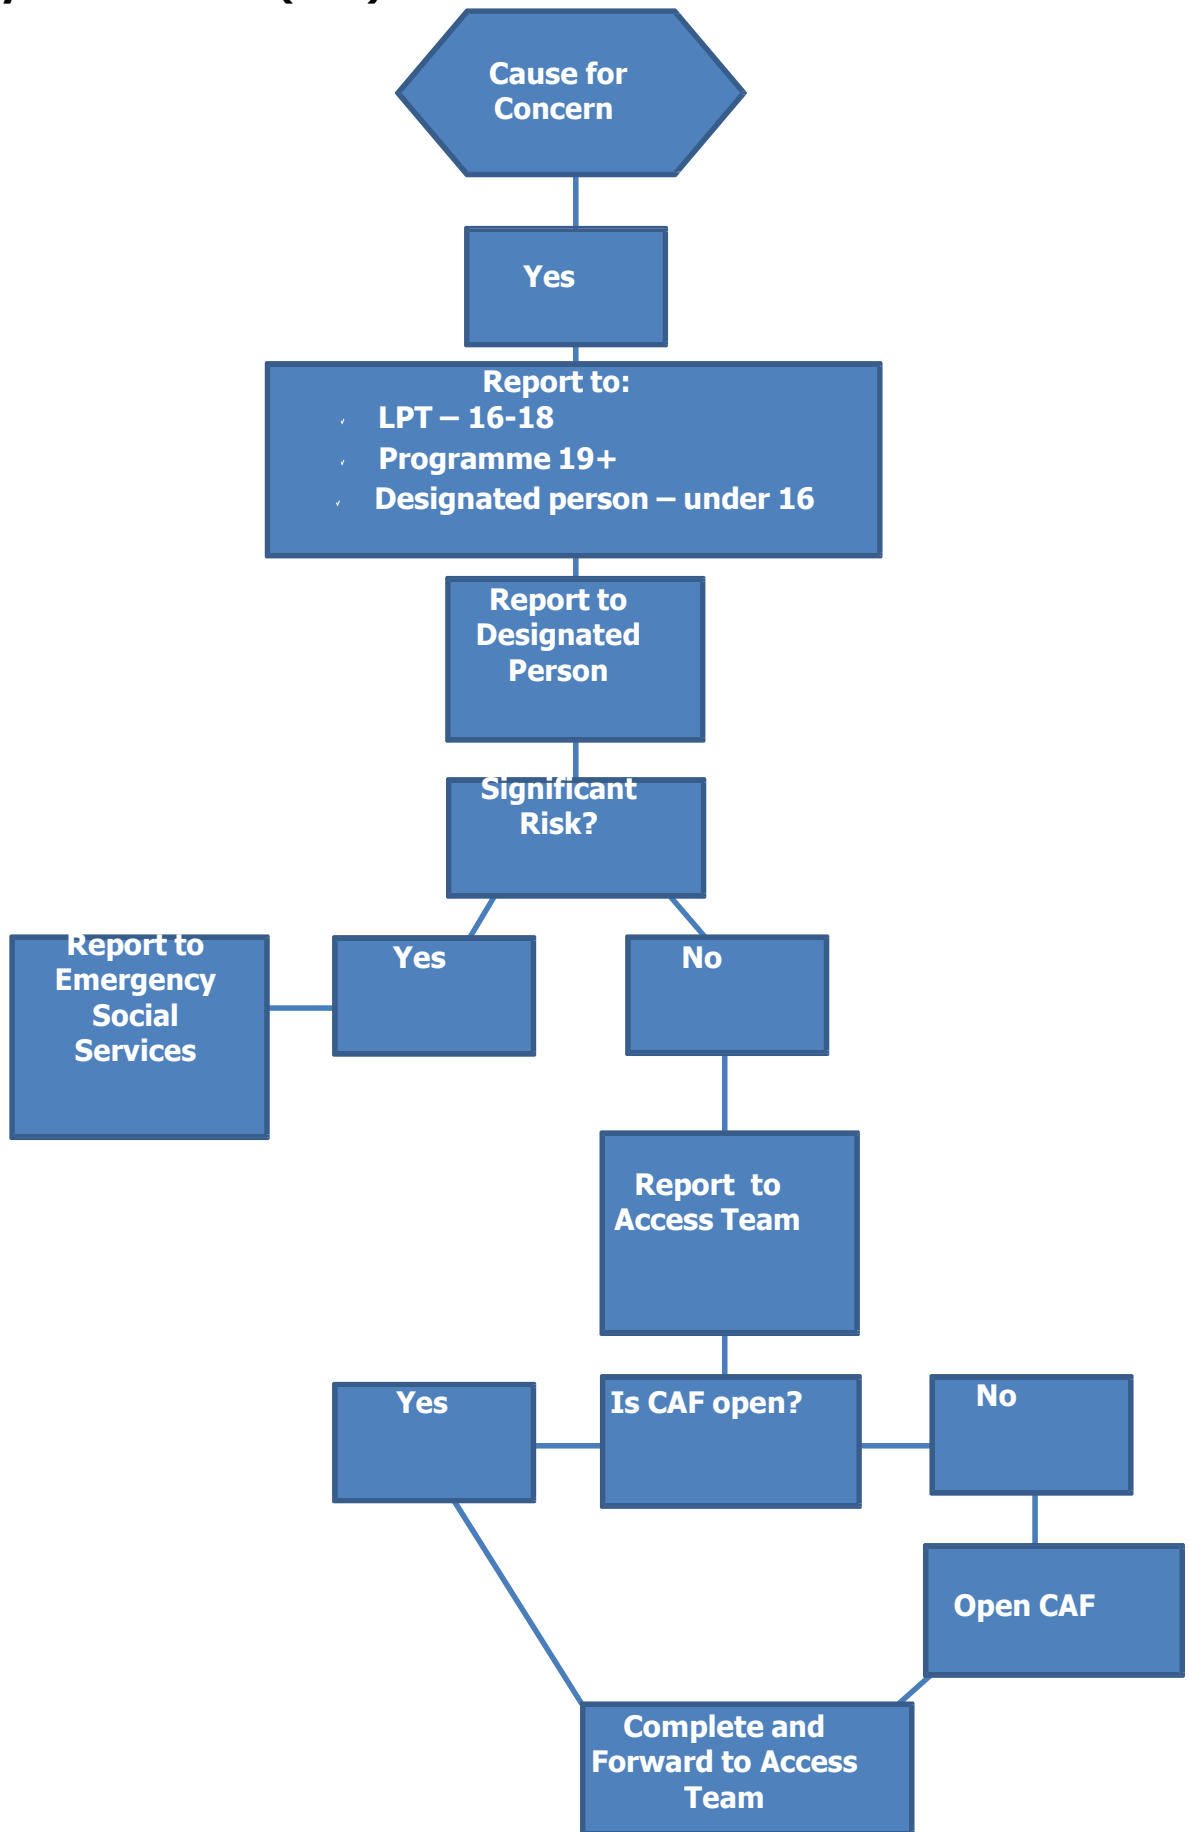 Cause for
Concern
Yes
Report to:
✓ LPT – 16-18
✓ Programme 19+
✓ Designated person – under 16
Report to
Designated
Person
Significant
Risk?
Report to
Emergency
Social
Services
Yes
No
Report to
Access Team
Yes
Is CAF open?
No
Open CAF
Complete and
Forward to Access
Team